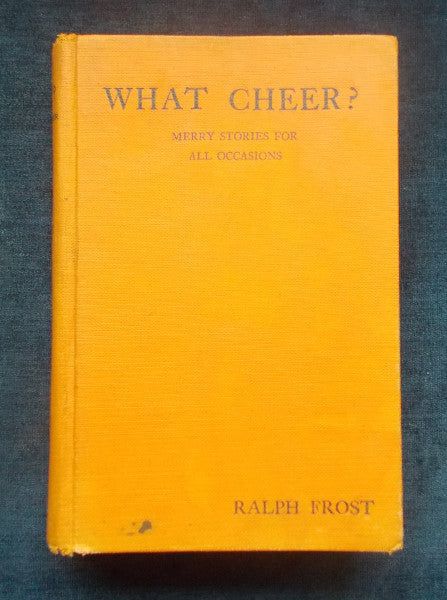 WHAT CHEER?
MERRY STORIES FOR
ALL OCCASIONS
RALPH FROST